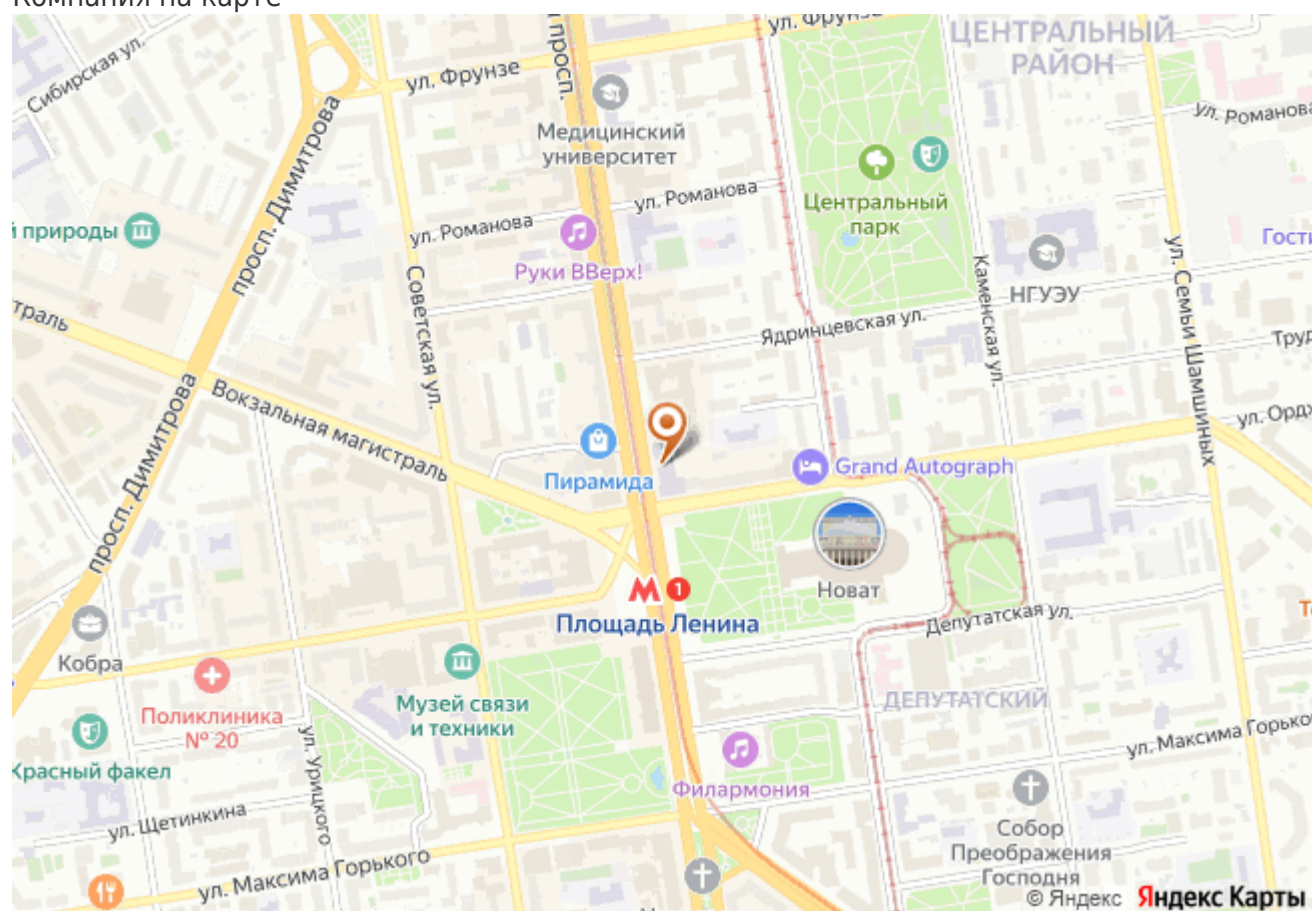 Компания на карте
ул. Фрунзе
ЦЕНТРАЛЬНЫЙ
РАЙОН
Сибирская ул.
ул. Фрунзе
просп.
ул. Романова
Медицинский
университет
просп. Димитрова
ул. Романова
Центральный
парк
й природы
ул. Романова
Руки ВВерх!
Гости
НГУЭУ
Каменская ул.
ул. Семьи Шамшиных
Советская ул.
траль
Ядринцевская ул.
Труд
Вокзальная магистраль
просп. Димитрова
Пирамида
Grand Autograph
ул. Орд
Новат
1
Площадь Ленина
Депутатская ул.
Кобра
Поликлиника
№ 20
Музей связи
и техники
ДЕПУТАТСКИЙ
ул. Урицкого
Красный факел
Филармония
ул. Максима Горько
ул. Щетинкина
Собор
Преображения
Господня
ул. Максима Горького
© Яндекс Яндекс Карты